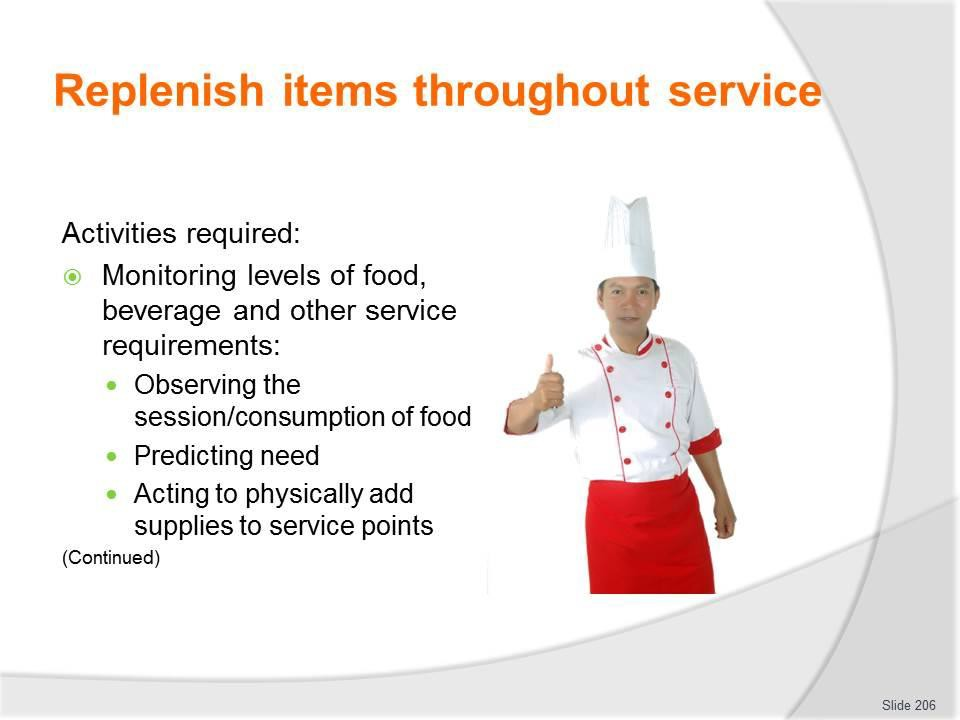 Replenish items throughout service
Activities required:
Monitoring levels of food,
beverage and other service
requirements:
Observing the
session/consumption of food
Predicting need
Acting to physically add
supplies to service points
(Continued)
Slide 206